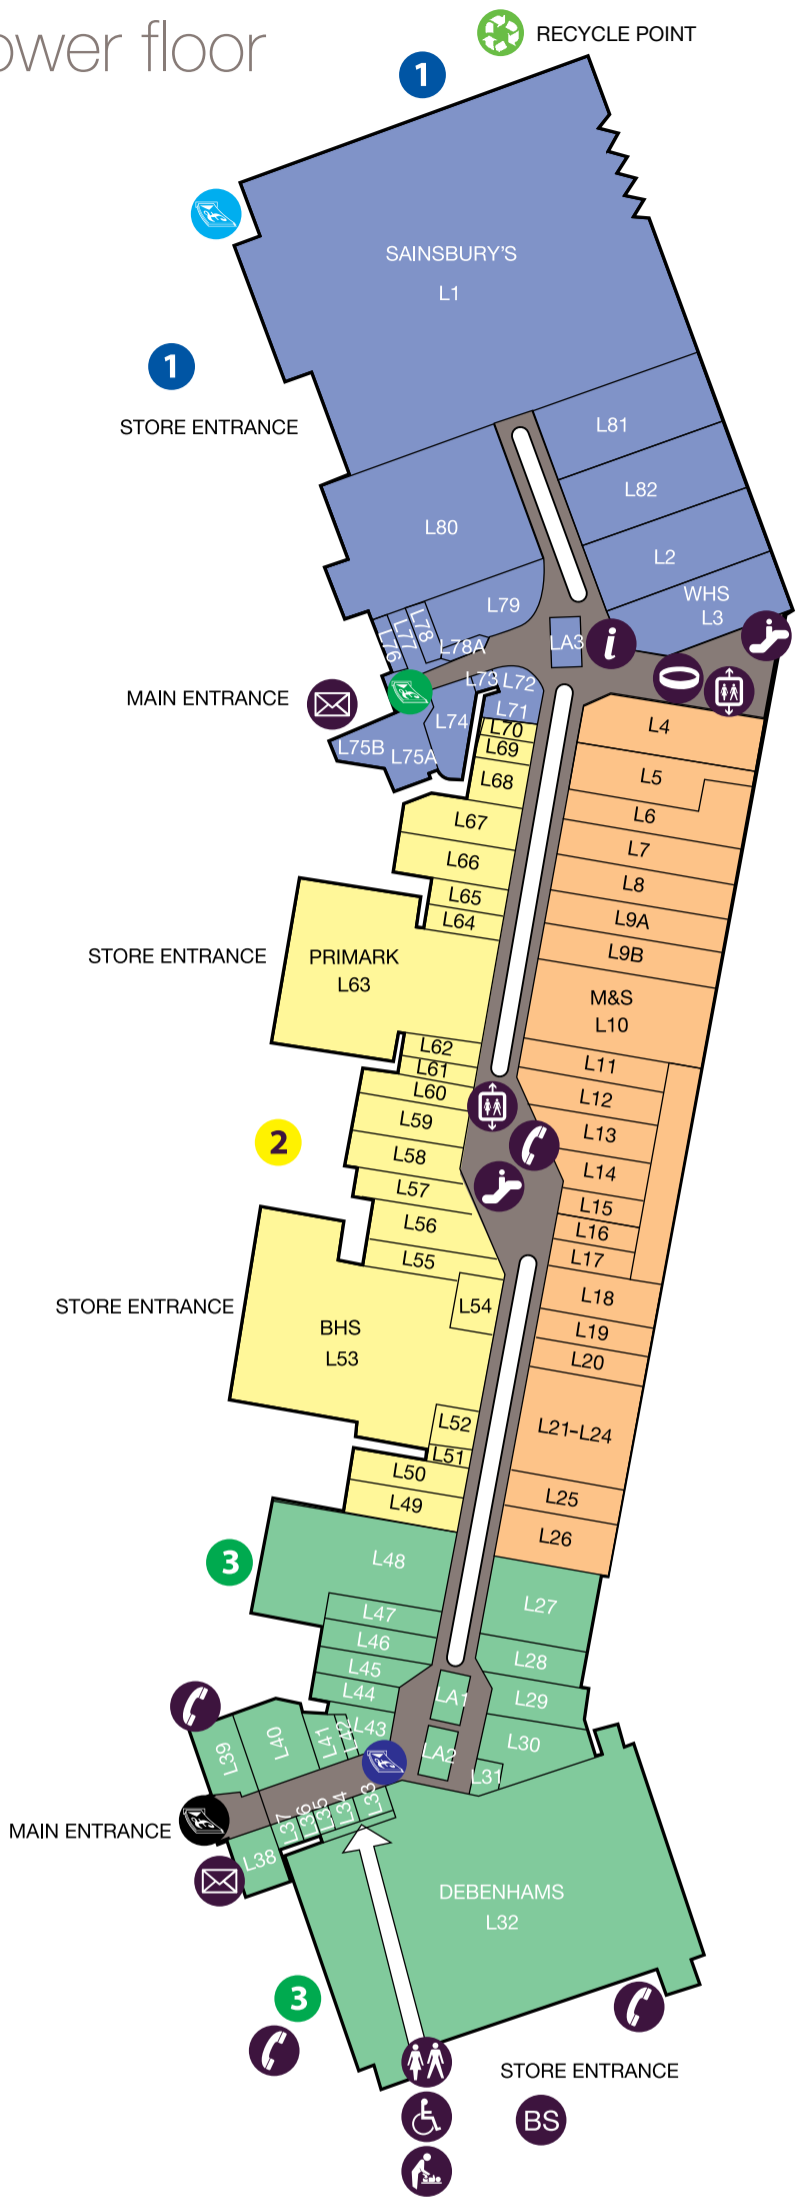 ower floor
RECYCLE POINT
1
SAINSBURY'S
L1
1
STORE ENTRANCE
L81
L82
L80
L2
WHS
L3
L79
L78
L77
L76
L78A
LA3
i
L73
L72
MAIN ENTRANCE
L71
L74
L75B
L75A
L70
L69
L68
L4
L5
L6
L67
L7
L66
L8
L65
L64
L9A
L9B
STORE ENTRANCE
PRIMARK
L63
M&S
L10
L62
L61
L60
L11
L12
L59
L13
2
L58
L14
L57
L15
L56
L16
L55
L17
STORE ENTRANCE
L54
L18
BHS
L53
L19
L20
L52
L21-L24
L51
L50
L49
L25
L26
3
L48
L27
L47
L46
L28
L45
L44
L29
LA1
L43
L42
L41
L40
L39
L30
LA2
L31
MAIN ENTRANCE
L37
L36
L35
L34
L33
L38
DEBENHAMS
L32
3
STORE ENTRANCE
BS